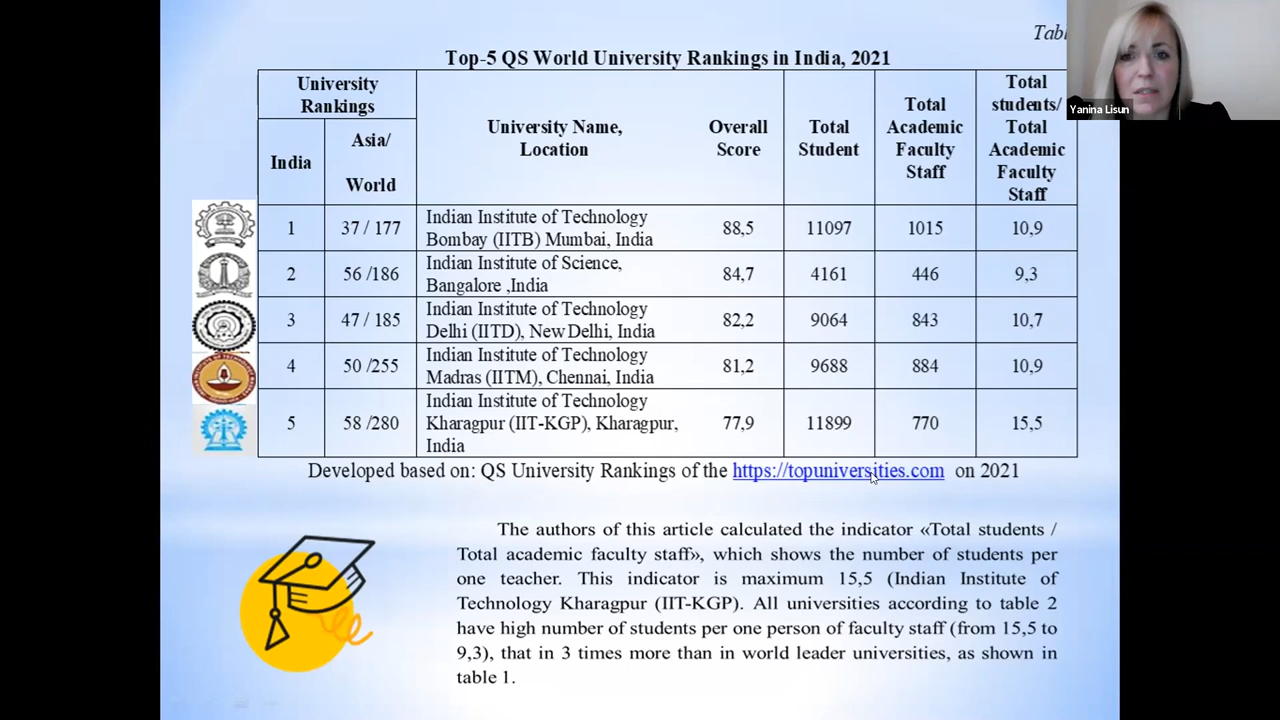 Tabl
Top-5 QS World University Rankings in India, 2021
University Rankings
India
Asia/ World
University Name, Location
Overall Score
Total Student
Total Academic Faculty Staff
Total students/ Total Academic Faculty Staff
1
37 / 177
Indian Institute of Technology
Bombay (IITB) Mumbai, India
88,5
11097
1015
10,9
2
56 /186
Indian Institute of Science,
Bangalore ,India
84,7
4161
446
9,3
3
47 / 185
Indian Institute of Technology
Delhi (IITD), New Delhi, India
82,2
9064
843
10,7
4
50 /255
Indian Institute of Technology
Madras (IITM), Chennai, India
81,2
9688
884
10,9
5
58 /280
Indian Institute of Technology
Kharagpur (IIT-KGP), Kharagpur,
India
77,9
11899
770
15,5
Developed based on: QS University Rankings of the https://topuniversities.com on 2021
The authors of this article calculated the indicator «Total students /
Total academic faculty staff», which shows the number of students per
one teacher. This indicator is maximum 15,5 (Indian Institute of
Technology Kharagpur (IIT-KGP). All universities according to table 2
have high number of students per one person of faculty staff (from 15,5 to
9,3), that in 3 times more than in world leader universities, as shown in
table 1.
Yanina Lisun